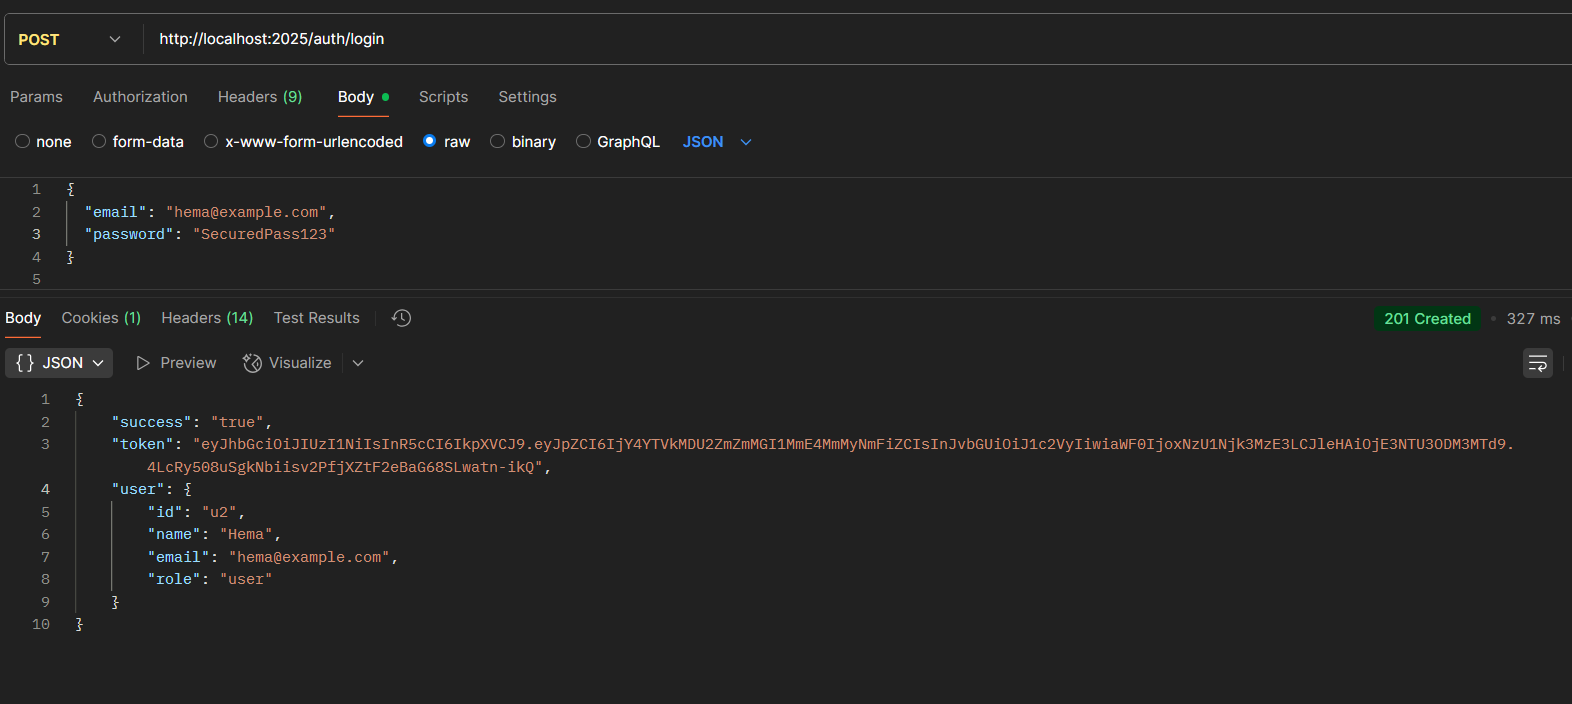 POST http://localhost:2025/auth/login
Params Authorization Headers (9) Body Scripts Settings
none form-data x-www-form-urlencoded raw binary GraphQL JSON
1 {
2 "email": "hema@example.com",
3 "password": "SecuredPass123"
4 }
5
Body Cookies (1) Headers (14) Test Results 201 Created 327 ms
{} JSON Preview Visualize
1 {
2 "success": "true",
3 "token": "eyJhbGciOiJIUzI1NiIsInR5cCI6IkpXVCJ9.eyJpZCI6IjY4YTVkMDU2ZmZmMGI1MmE4MmMyNmFiZCIsInJvbGUiOiJ1c2VyIiwiaWF0IjoxNzU1Njk3MzE3LCJleHAiOjE3NTU3ODM3MTd9.
4LcRy508uSgkNbiisv2PfjXZtF2eBaG68SLwatn-ikQ",
4 "user": {
5 "id": "u2",
6 "name": "Hema",
7 "email": "hema@example.com",
8 "role": "user"
9 }
10 }